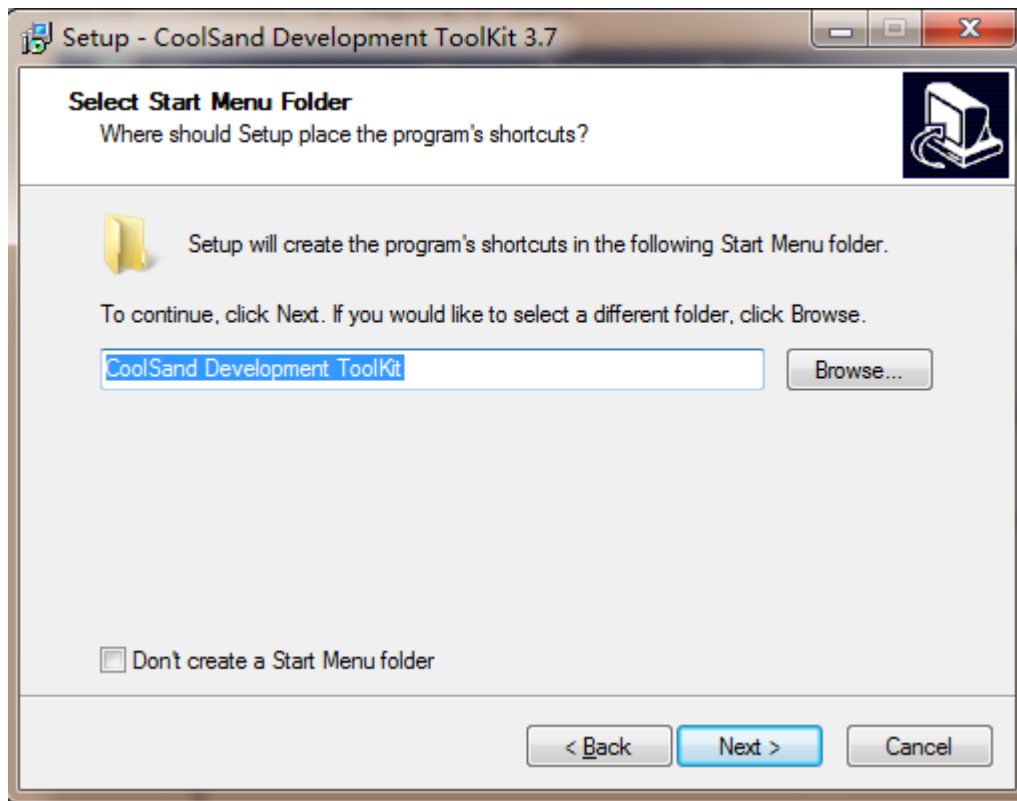 Setup - CoolSand Development ToolKit 3.7
Select Start Menu Folder
Where should Setup place the program's shortcuts?
Setup will create the program's shortcuts in the following Start Menu folder.
To continue, click Next. If you would like to select a different folder, click Browse.
CoolSand Development ToolKit
Browse...
Don't create a Start Menu folder
< Back
Next >
Cancel